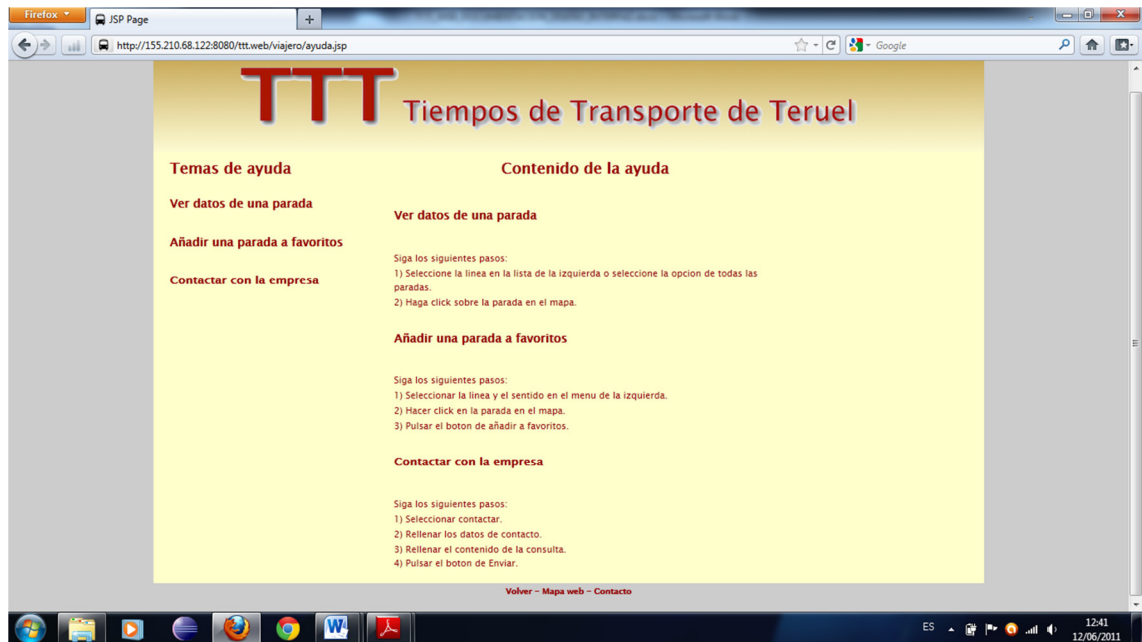 Firefox
JSP Page
http://155.210.68.122:8080/ttt.web/viajero/ayuda.jsp
Google
TTT Tiempos de Transporte de Teruel
Temas de ayuda
Ver datos de una parada
Añadir una parada a favoritos
Contactar con la empresa
Contenido de la ayuda
Ver datos de una parada
Siga los siguientes pasos:
1) Seleccione la linea en la lista de la izquierda o seleccione la opcion de todas las
paradas.
2) Haga click sobre la parada en el mapa.
Añadir una parada a favoritos
Siga los siguientes pasos:
1) Seleccionar la linea y el sentido en el menu de la izquierda.
2) Hacer click en la parada en el mapa.
3) Pulsar el boton de añadir a favoritos.
Contactar con la empresa
Siga los siguientes pasos:
1) Seleccionar contactar.
2) Rellenar los datos de contacto.
3) Rellenar el contenido de la consulta.
4) Pulsar el boton de Enviar.
Volver - Mapa web - Contacto
ES
12:41
12/06/2011